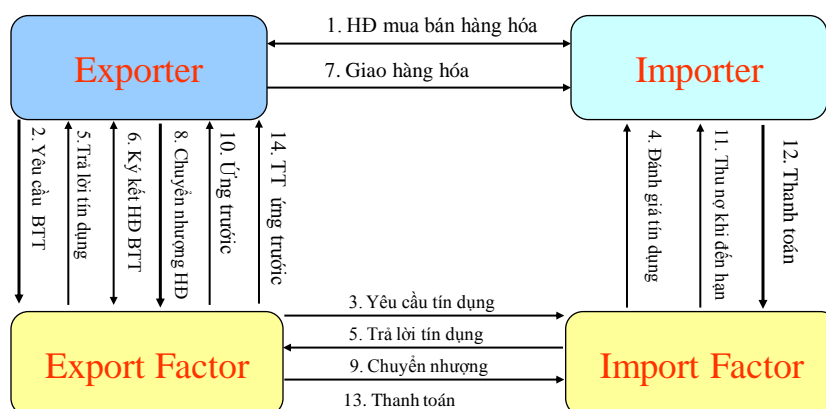 1. HĐ mua bán hàng hóa
Exporter
Importer
7. Giao hàng hóa
2. Yêu cầu BTT
5.Trả lời tín dụng
6. Ký kết HĐ BTT
8. Chuyển nhượng HĐ
10. Ứng trướic
14. TT ứng trướic
4. Đánh giá tín dụng
11. Thu nợ khi đến hạn
12. Thanh toán
3. Yêu cầu tín dụng
5. Trả lời tín dụng
9. Chuyển nhượng
13. Thanh toán
Export Factor
Import Factor